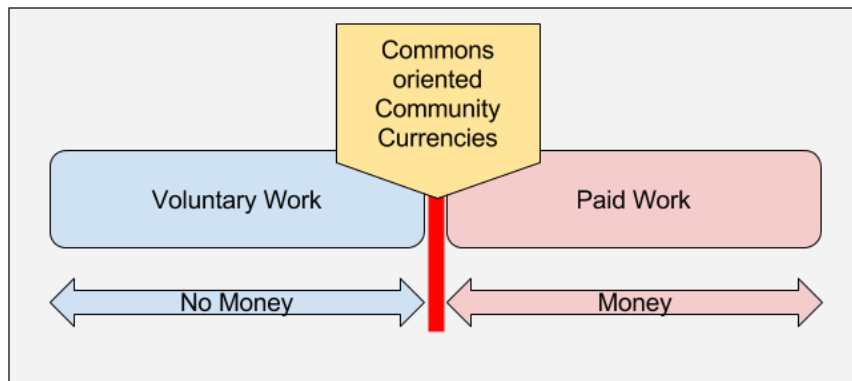 Commons
oriented
Community
Currencies
Voluntary Work
Paid Work
No Money
Money